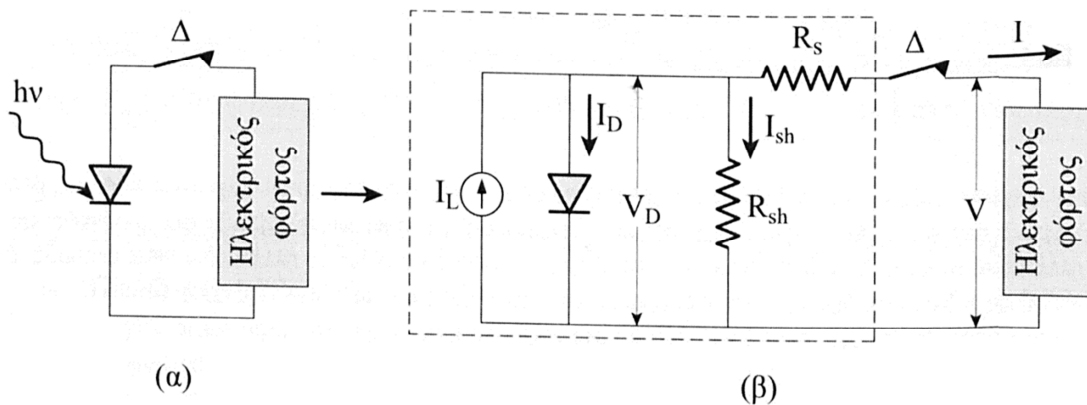 Δ
hν
Ηλεκτρικός
φόρτος
(α)
R_s
Δ
I
I_D
I_sh
I_L
V_D
R_sh
V
Ηλεκτρικός
φόρτος
(β)